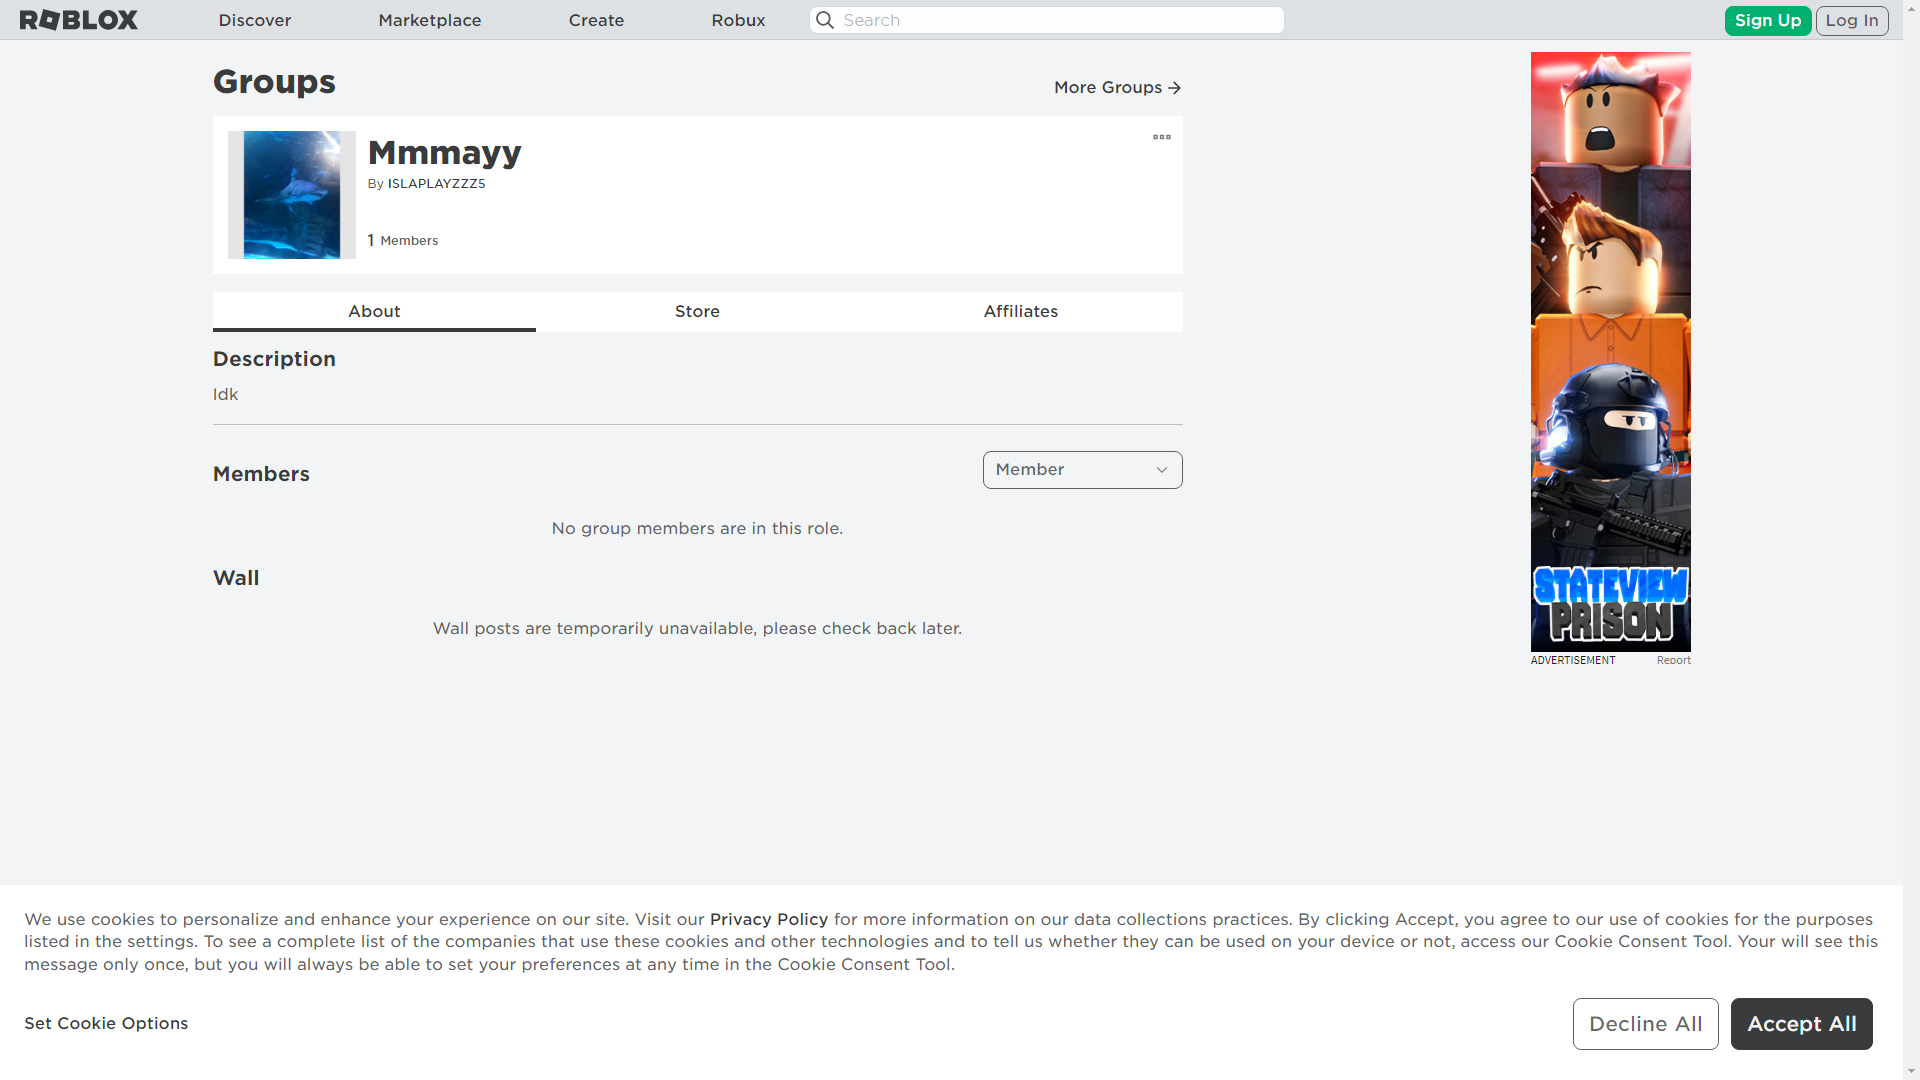 ROBLOX
Discover
Marketplace
Create
Robux
Search
Sign Up
Log In
Groups
More Groups
Mmmayy
By ISLAPLAYZZZ5
1 Members
About
Store
Affiliates
Description
Idk
Members
Member
No group members are in this role.
Wall
Wall posts are temporarily unavailable, please check back later.
STATEVIEW
PRISON
ADVERTISEMENT
Report
We use cookies to personalize and enhance your experience on our site. Visit our Privacy Policy for more information on our data collections practices. By clicking Accept, you agree to our use of cookies for the purposes
listed in the settings. To see a complete list of the companies that use these cookies and other technologies and to tell us whether they can be used on your device or not, access our Cookie Consent Tool. Your will see this
message only once, but you will always be able to set your preferences at any time in the Cookie Consent Tool.
Set Cookie Options
Decline All
Accept All